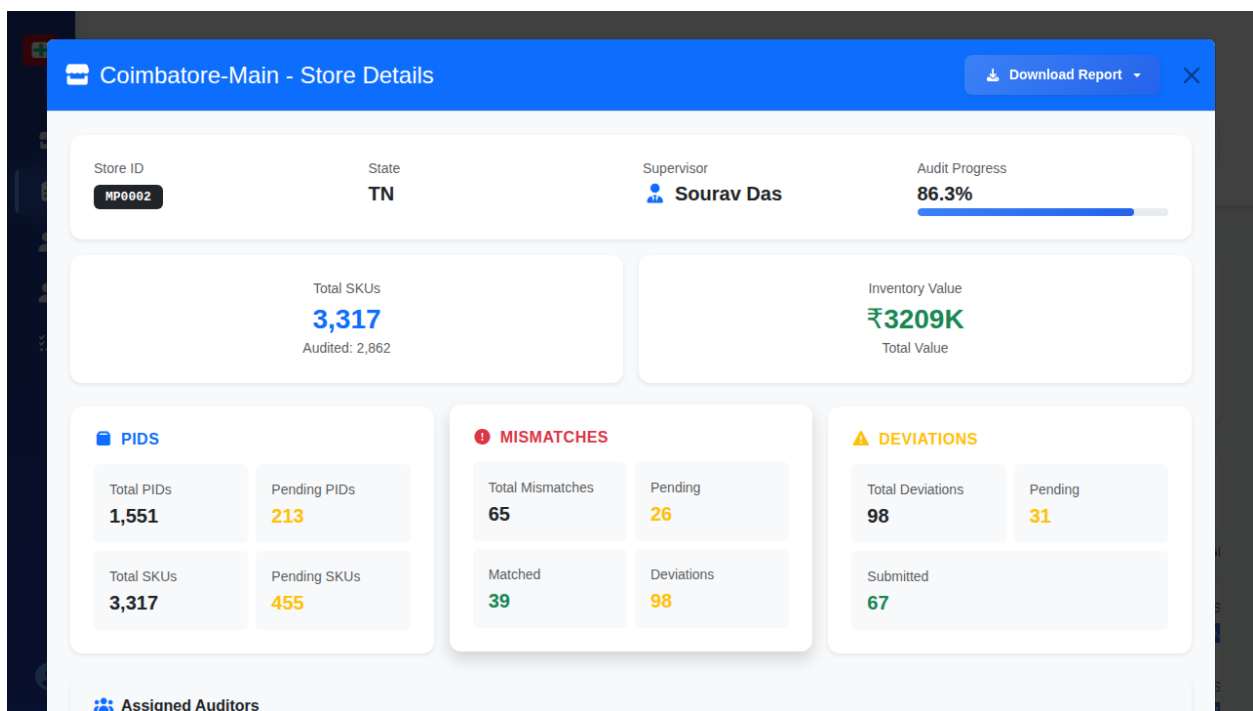 Coimbatore-Main - Store Details
Download Report
Store ID
MP0002
State
TN
Supervisor
Sourav Das
Audit Progress
86.3%
Total SKUs
3,317
Audited: 2,862
Inventory Value
₹3209K
Total Value
PIDS
Total PIDs
1,551
Pending PIDs
213
Total SKUs
3,317
Pending SKUs
455
MISMATCHES
Total Mismatches
65
Pending
26
Matched
39
Deviations
98
DEVIATIONS
Total Deviations
98
Pending
31
Submitted
67
Assigned Auditors